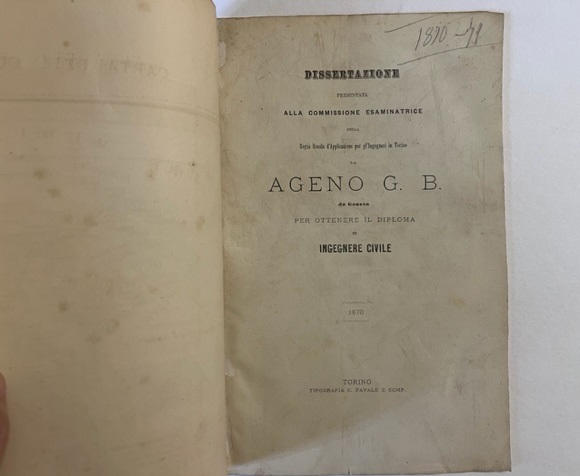 1870-71
DISSERTAZIONE
PRESENTATA
ALLA COMMISSIONE ESAMINATRICE
DELLA
Regia Scuola d'Applicazione per gl'Ingegneri in Torino
DA
AGENO G. B.
da Genova
PER OTTENERE IL DIPLOMA
DI
INGEGNERE CIVILE
1870
TORINO
TIPOGRAFIA C. FAVALE E COMP.